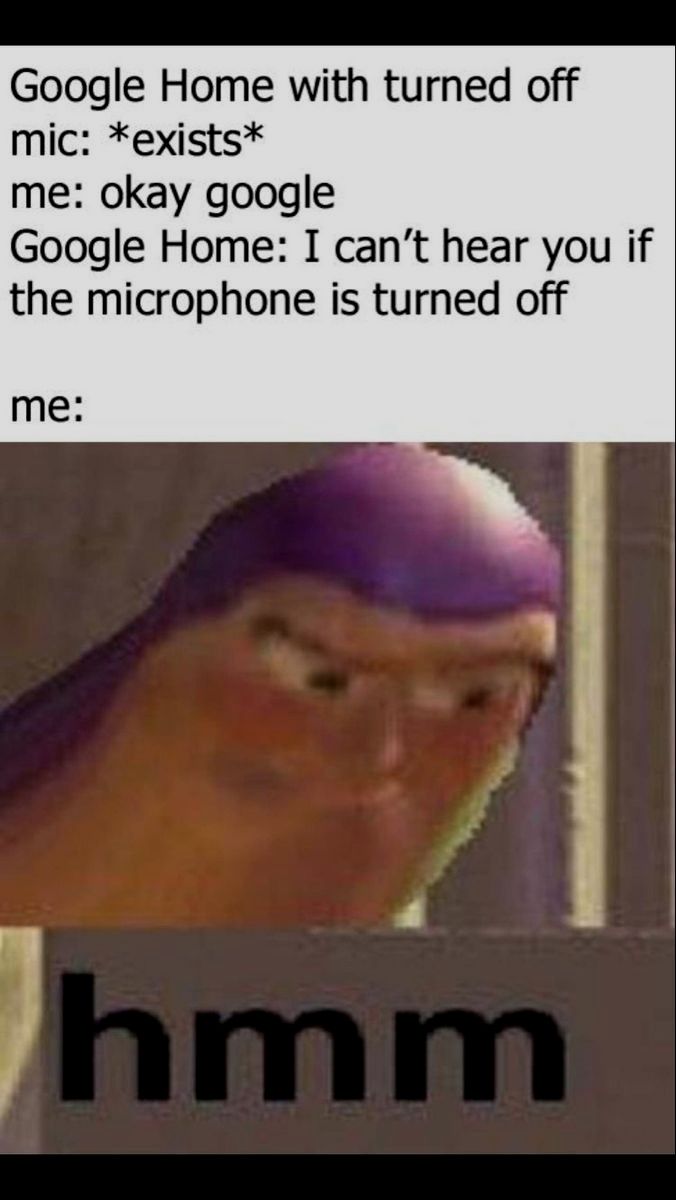 Google Home with turned off
mic: *exists*
me: okay google
Google Home: I can’t hear you if
the microphone is turned off
me:
hmm